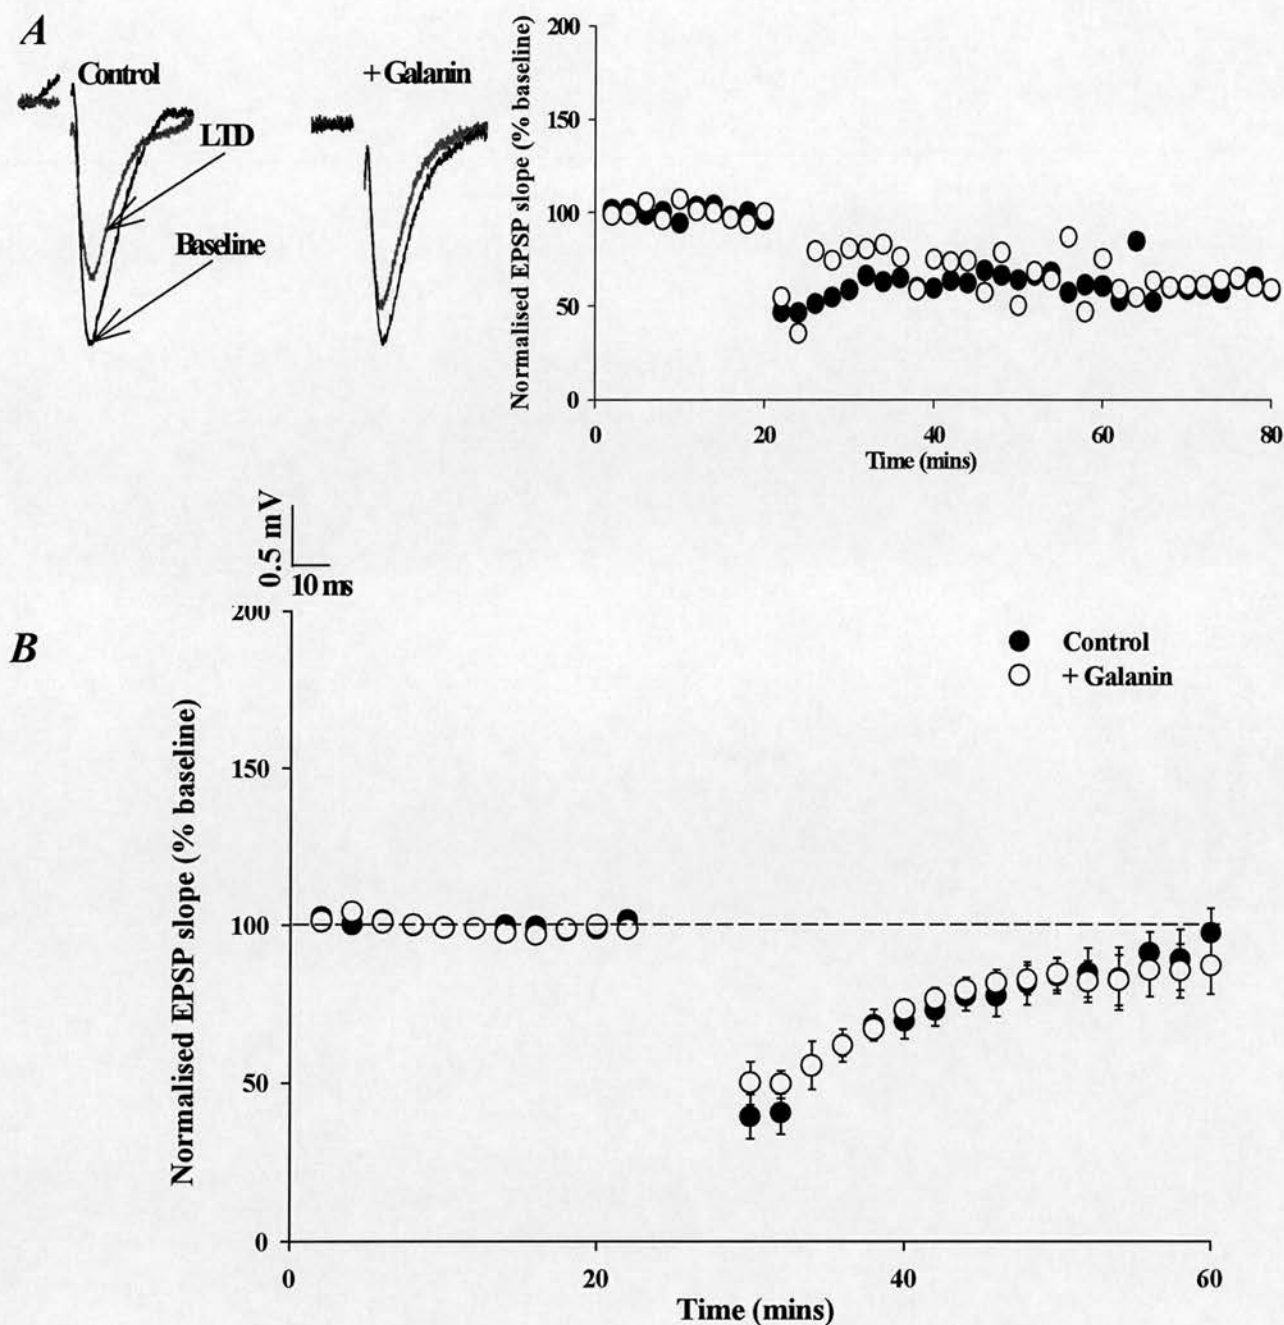 A
Control
+ Galanin
LTD
Baseline
0.5 mV
10 ms
Normalised EPSP slope (% baseline)
200
150
100
50
0
0 20 40 60 80
Time (mins)
B
Control
+ Galanin
Normalised EPSP slope (% baseline)
200
150
100
50
0
0 20 40 60
Time (mins)